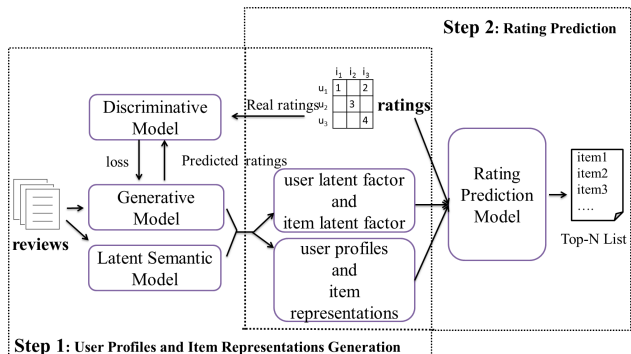 Step 2: Rating Prediction
i1 i2 i3
u1 1 2
Real ratings u2 3 ratings
u3 4
Discriminative
Model
loss
Predicted ratings
Generative
Model
reviews
Latent Semantic
Model
user latent factor
and
item latent factor
user profiles
and
item
representations
Rating
Prediction
Model
item1
item2
item3
....
Top-N List
Step 1: User Profiles and Item Representations Generation